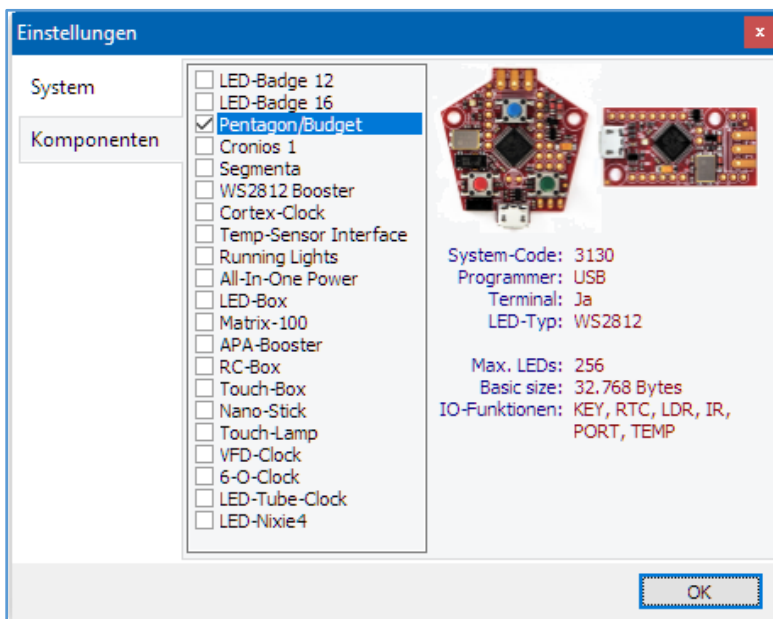 Einstellungen
x
System
Komponenten
LED-Badge 12
LED-Badge 16
Pentagon/Budget
Cronios 1
Segmenta
WS2812 Booster
Cortex-Clock
Temp-Sensor Interface
Running Lights
All-In-One Power
LED-Box
Matrix-100
APA-Booster
RC-Box
Touch-Box
Nano-Stick
Touch-Lamp
VFD-Clock
6-O-Clock
LED-Tube-Clock
LED-Nixie4
System-Code: 3130
Programmer: USB
Terminal: Ja
LED-Typ: WS2812
Max. LEDs: 256
Basic size: 32.768 Bytes
IO-Funktionen: KEY, RTC, LDR, IR,
PORT, TEMP
OK